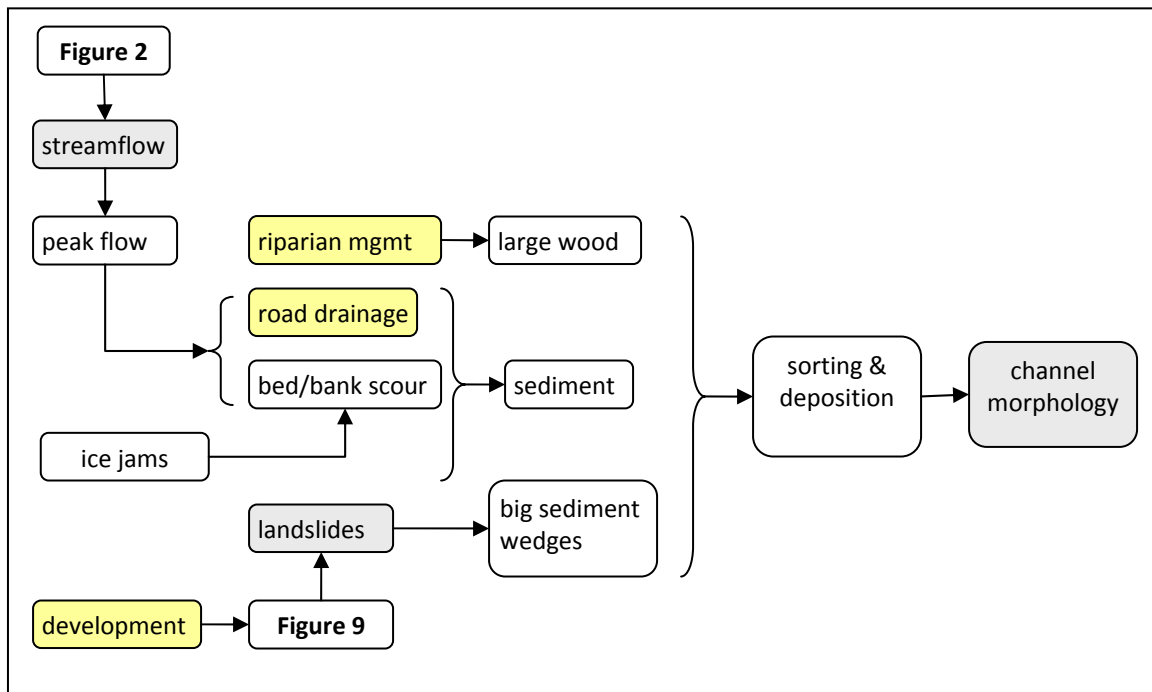 Figure 2
streamflow
peak flow
riparian mgmt
large wood
road drainage
bed/bank scour
sediment
ice jams
landslides
big sediment
wedges
development
Figure 9
sorting &
deposition
channel
morphology